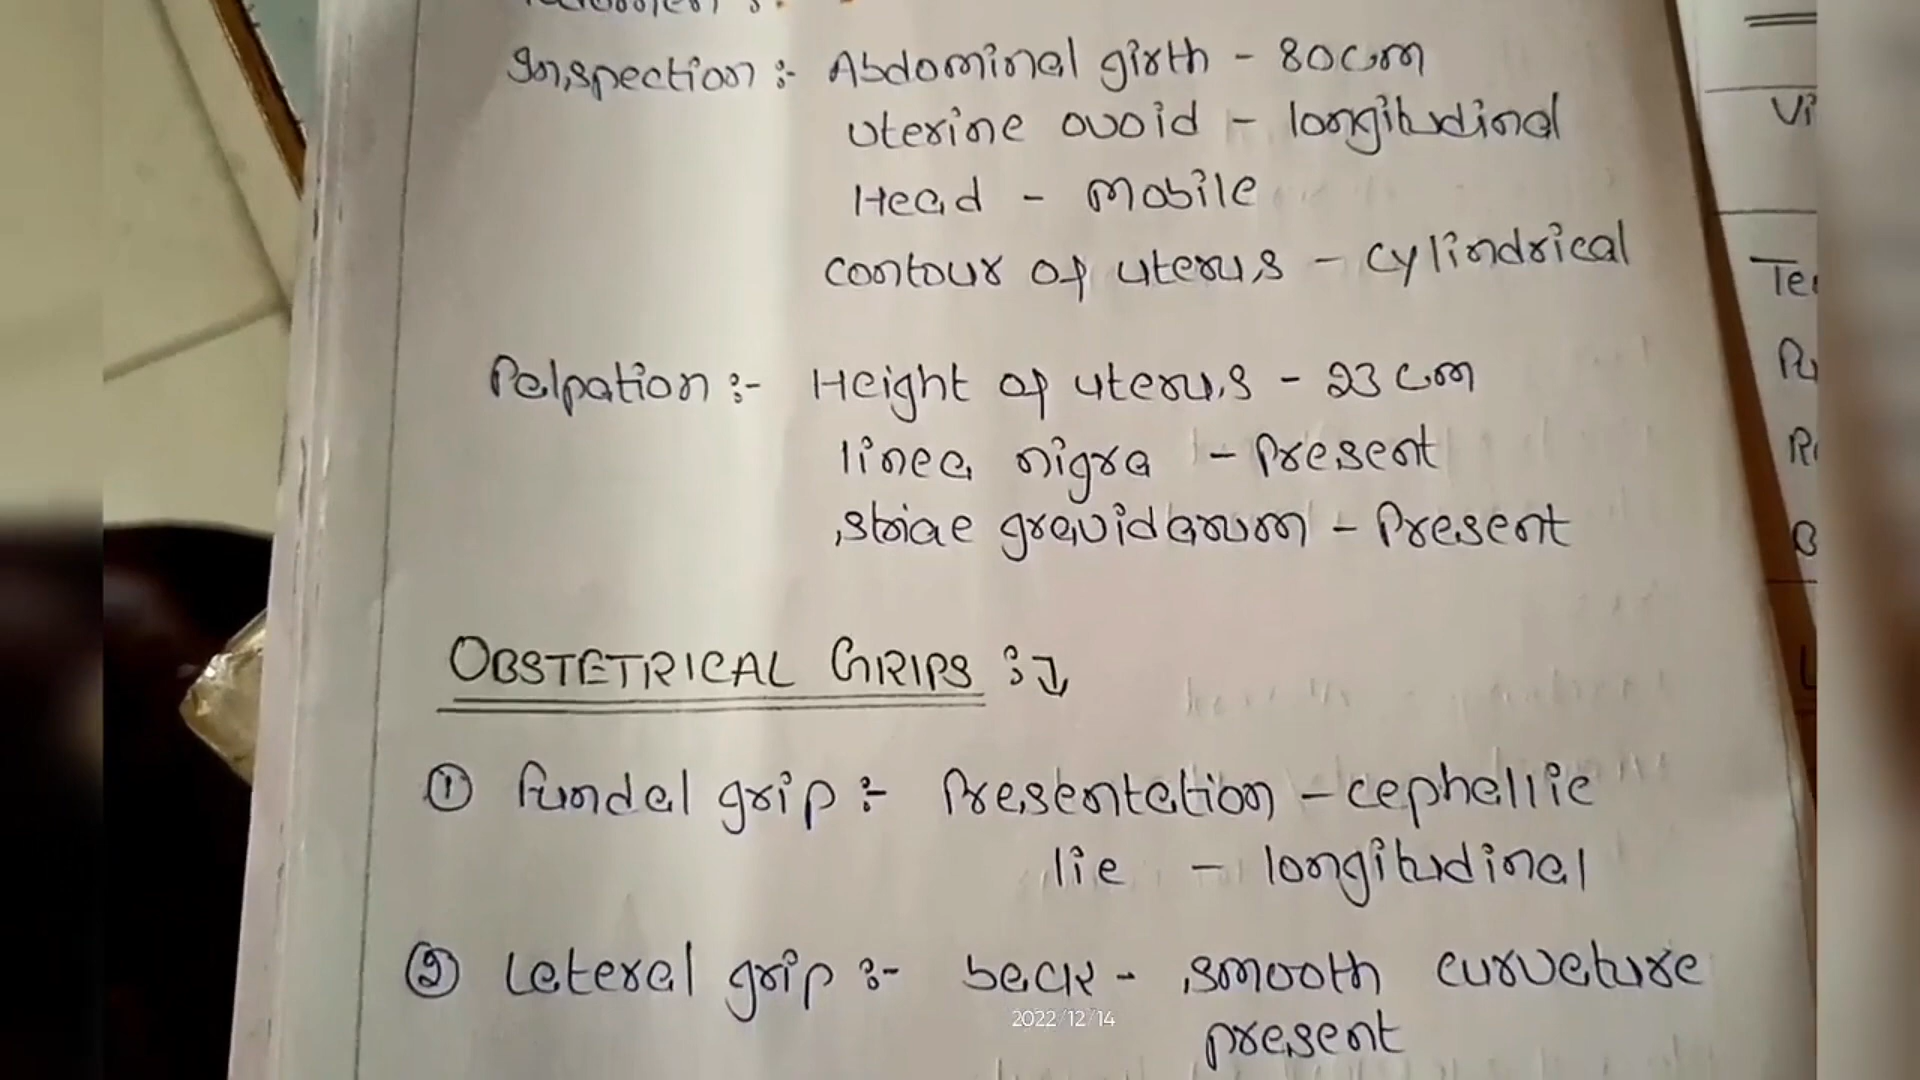 Inspection :- Abdominal girth - 80cm
uterine ovoid - longitudinal
Head - mobile
contour of uterus - cylindrical
Palpation :- Height of uterus - 23 cm
linea nigra - Present
striae gravidarum - Present
OBSTETRICAL GRIPS :↓
① fundal grip :- Presentation - cephallic
lie - longitudinal
② Lateral grip :- back - smooth curvature
present
2022/12/14